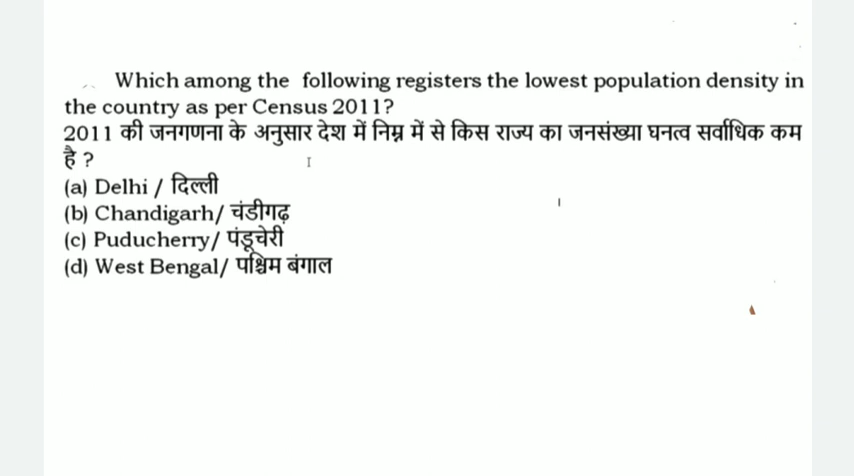 Which among the following registers the lowest population density in
the country as per Census 2011?
2011 की जनगणना के अनुसार देश में निम्न में से किस राज्य का जनसंख्या घनत्व सर्वाधिक कम
है ?
(a) Delhi / दिल्ली
(b) Chandigarh/ चंडीगढ़
(c) Puducherry/ पंडूचेरी
(d) West Bengal/ पश्चिम बंगाल